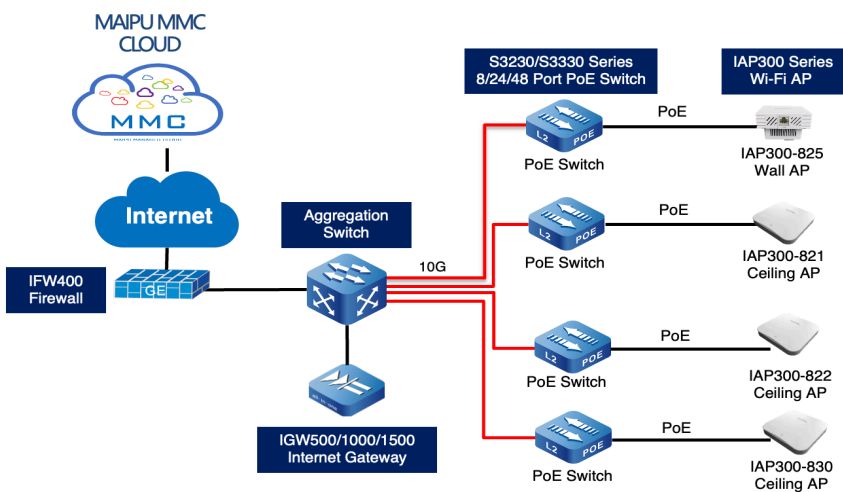 MAIPU MMC
CLOUD
MMC
Internet
IFW400
Firewall
GE
Aggregation
Switch
10G
IGW500/1000/1500
Internet Gateway
S3230/S3330 Series
8/24/48 Port PoE Switch
IAP300 Series
Wi-Fi AP
L2 POE
PoE Switch
PoE
IAP300-825
Wall AP
L2 POE
PoE Switch
PoE
IAP300-821
Ceiling AP
L2 POE
PoE Switch
PoE
IAP300-822
Ceiling AP
L2 POE
PoE Switch
PoE
IAP300-830
Ceiling AP